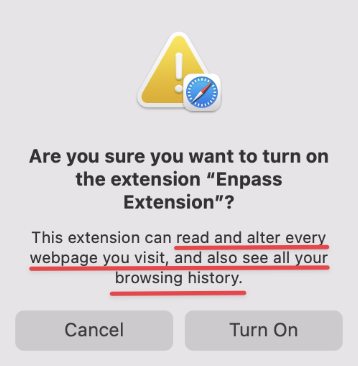 Are you sure you want to turn on
the extension “Enpass
Extension”?
This extension can read and alter every
webpage you visit, and also see all your
browsing history.
Cancel
Turn On